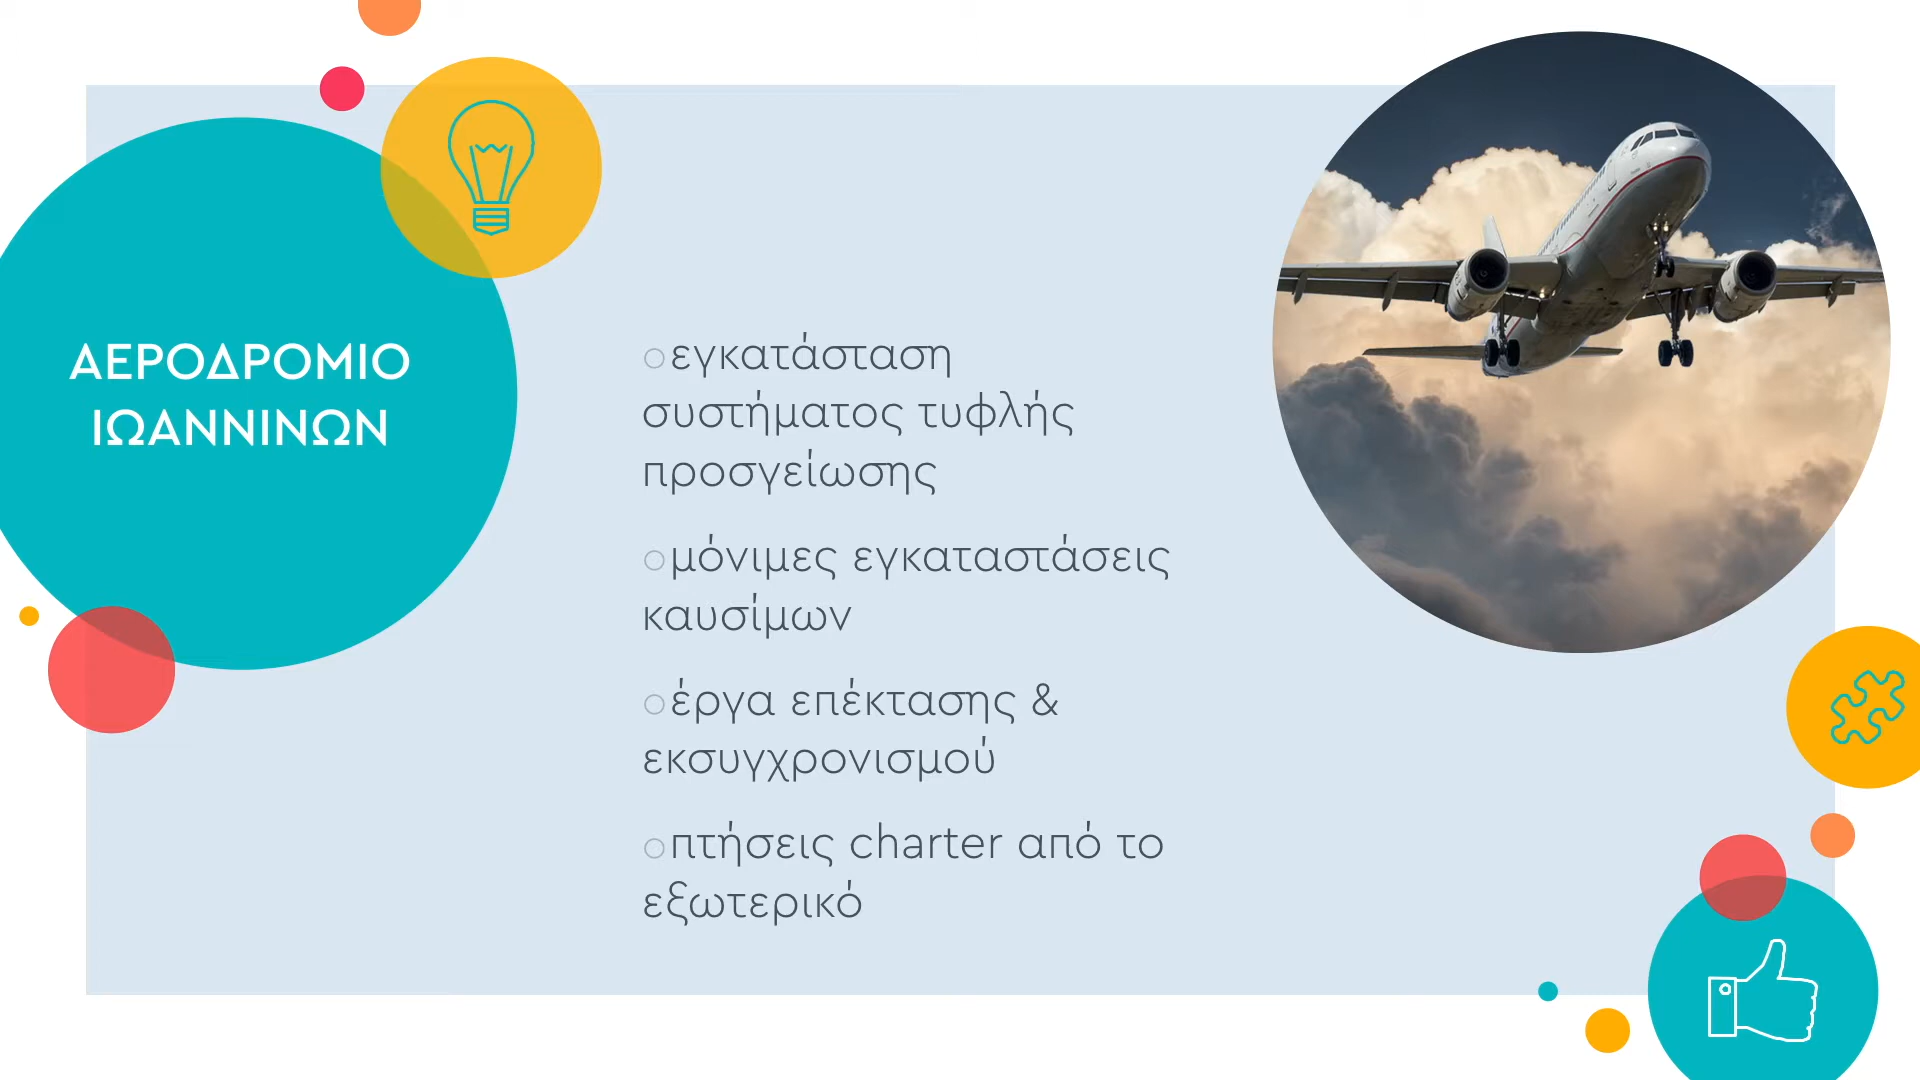 ΑΕΡΟΔΡΟΜΙΟ
ΙΩΑΝΝΙΝΩΝ
○εγκατάσταση
συστήματος τυφλής
προσγείωσης
○μόνιμες εγκαταστάσεις
καυσίμων
○έργα επέκτασης &
εκσυγχρονισμού
○πτήσεις charter από το
εξωτερικό